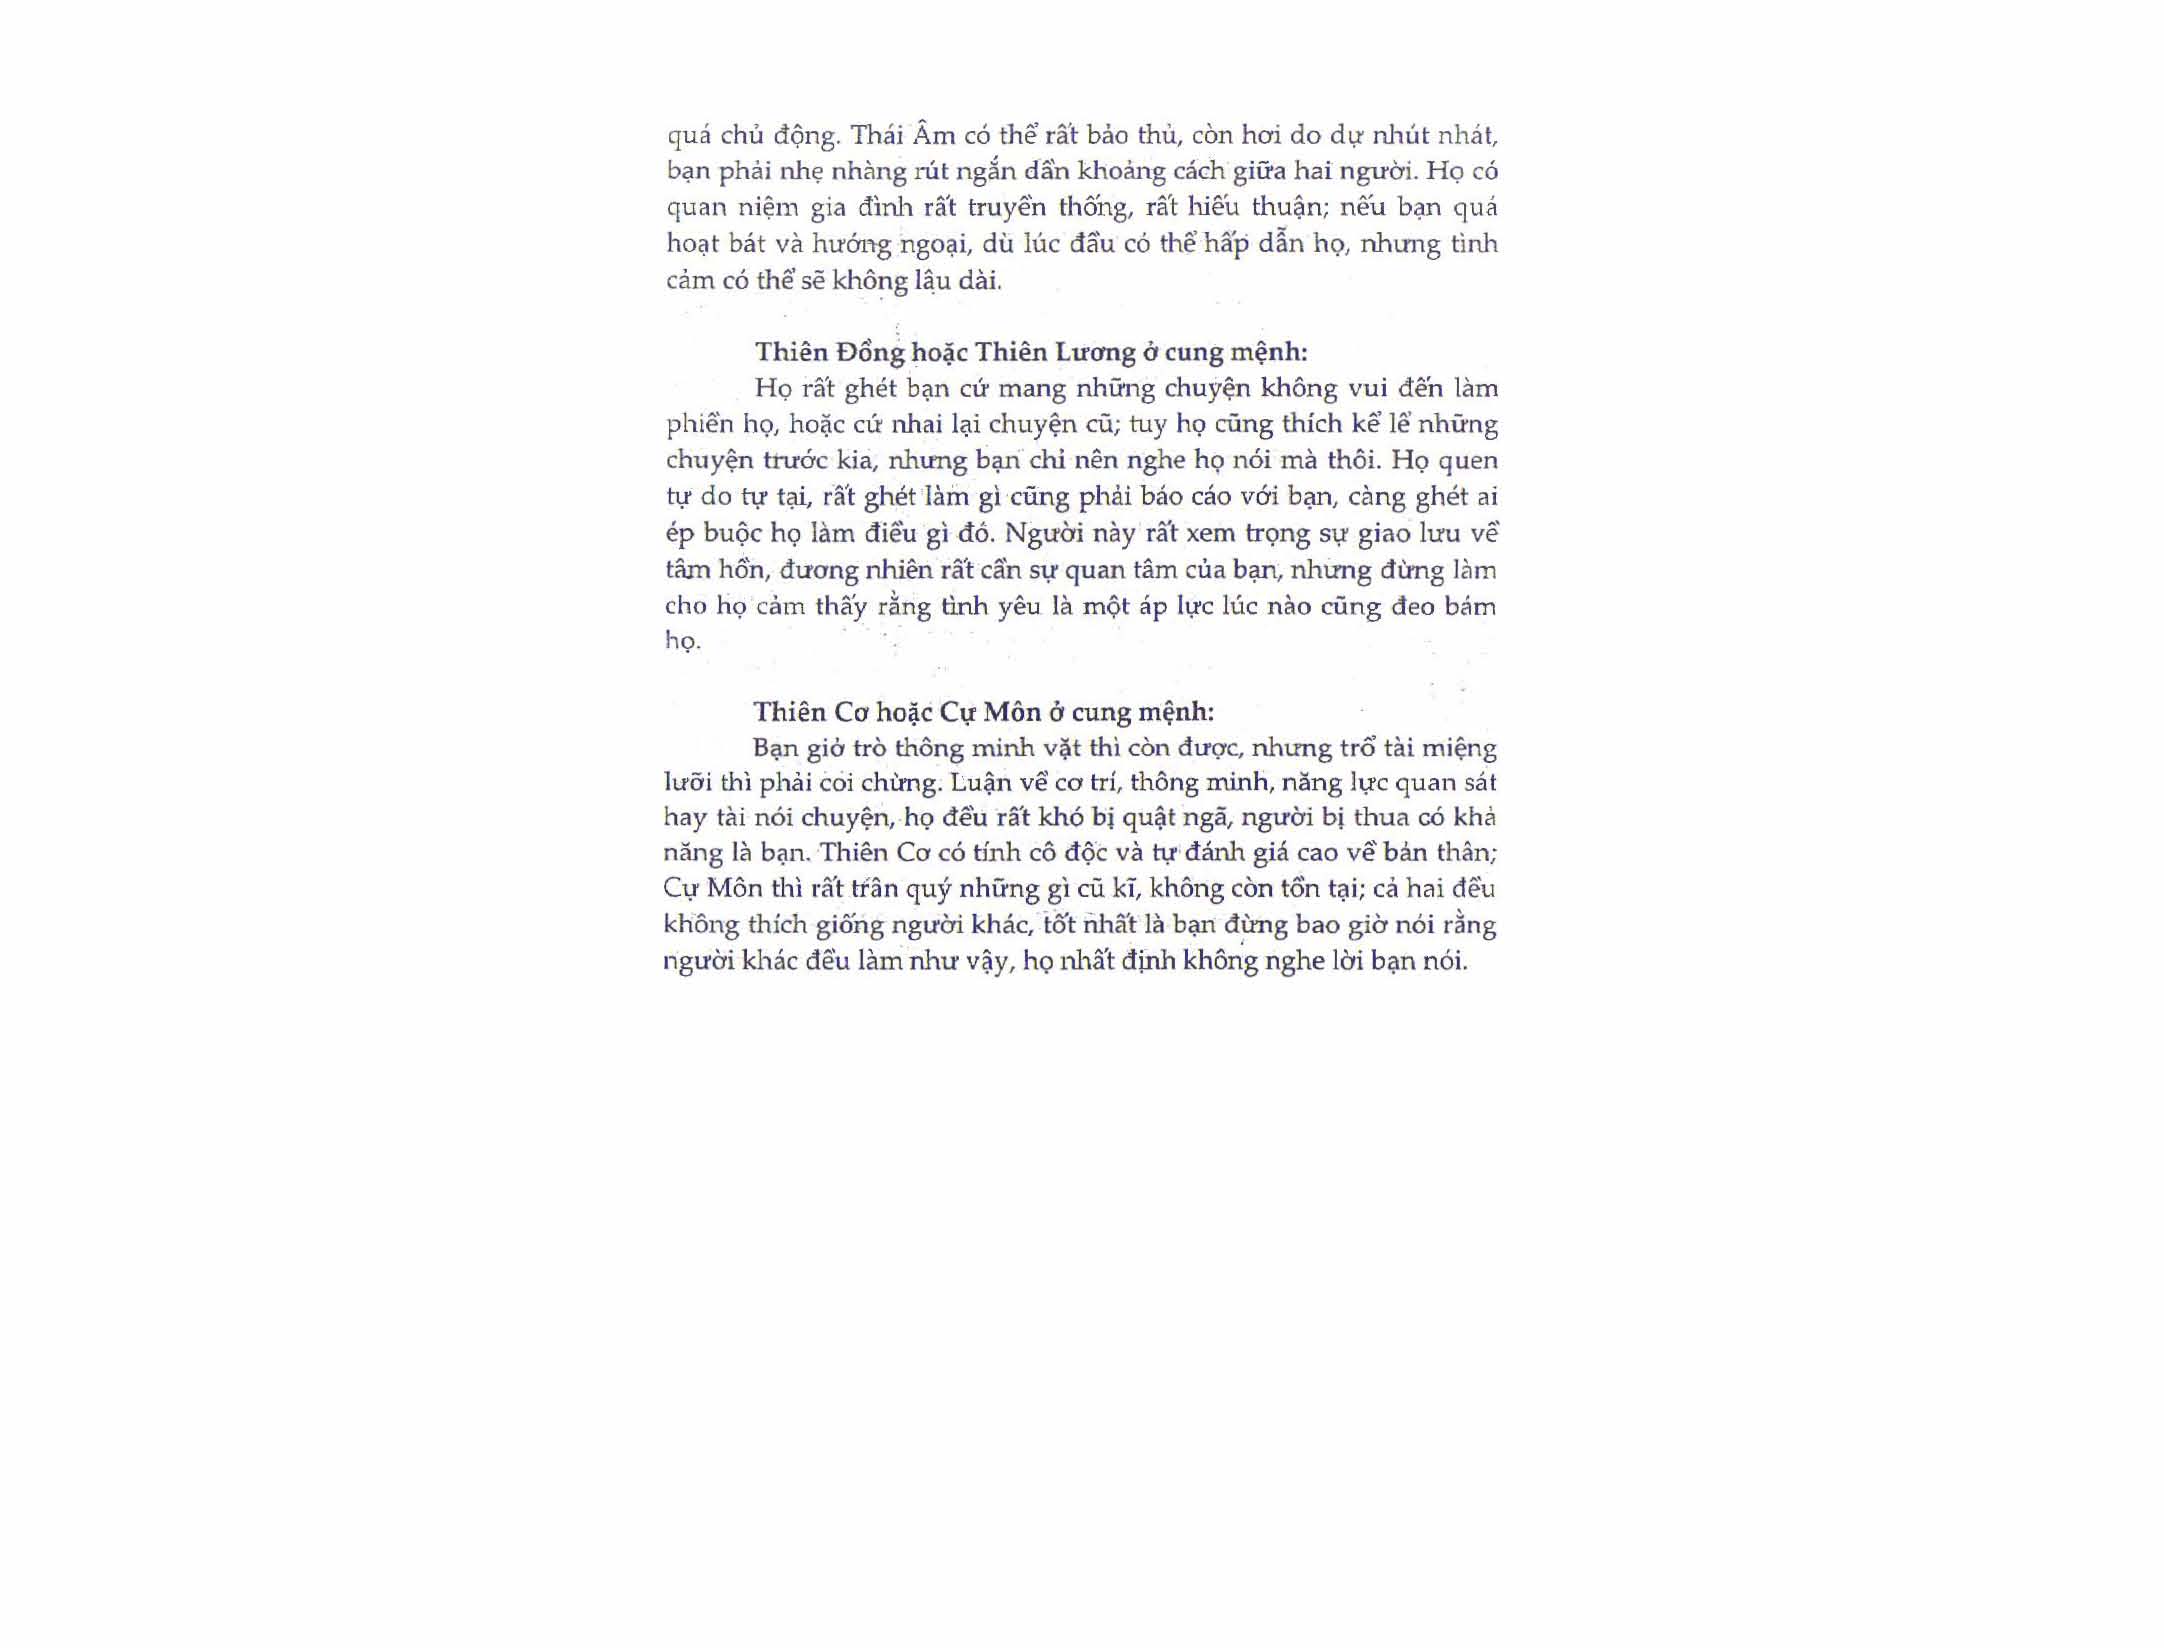 quá chủ động. Thái Âm có thể rất bảo thủ, còn hơi do dự nhút nhát,
bạn phải nhẹ nhàng rút ngắn dần khoảng cách giữa hai người. Họ có
quan niệm gia đình rất truyền thống, rất hiếu thuận; nếu bạn quá
hoạt bát và hướng ngoại, dù lúc đầu có thể hấp dẫn họ, nhưng tình
cảm có thể sẽ không lâu dài.
Thiên Đồng hoặc Thiên Lương ở cung mệnh:
Họ rất ghét bạn cứ mang những chuyện không vui đến làm
phiền họ, hoặc cứ nhai lại chuyện cũ; tuy họ cũng thích kể lể những
chuyện trước kia, nhưng bạn chỉ nên nghe họ nói mà thôi. Họ quen
tự do tự tại, rất ghét làm gì cũng phải báo cáo với bạn, càng ghét ai
ép buộc họ làm điều gì đó. Người này rất xem trọng sự giao lưu về
tâm hồn, đương nhiên rất cần sự quan tâm của bạn, nhưng đừng làm
cho họ cảm thấy rằng tình yêu là một áp lực lúc nào cũng đeo bám
họ.
Thiên Cơ hoặc Cự Môn ở cung mệnh:
Bạn giở trò thông minh vặt thì còn được, nhưng trổ tài miệng
lưỡi thì phải coi chừng. Luận về cơ trí, thông minh, năng lực quan sát
hay tài nói chuyện, họ đều rất khó bị quật ngã, người bị thua có khả
năng là bạn. Thiên Cơ có tính cô độc và tự đánh giá cao về bản thân;
Cự Môn thì rất trân quý những gì cũ kĩ, không còn tồn tại; cả hai đều
không thích giống người khác, tốt nhất là bạn đừng bao giờ nói rằng
người khác đều làm như vậy, họ nhất định không nghe lời bạn nói.